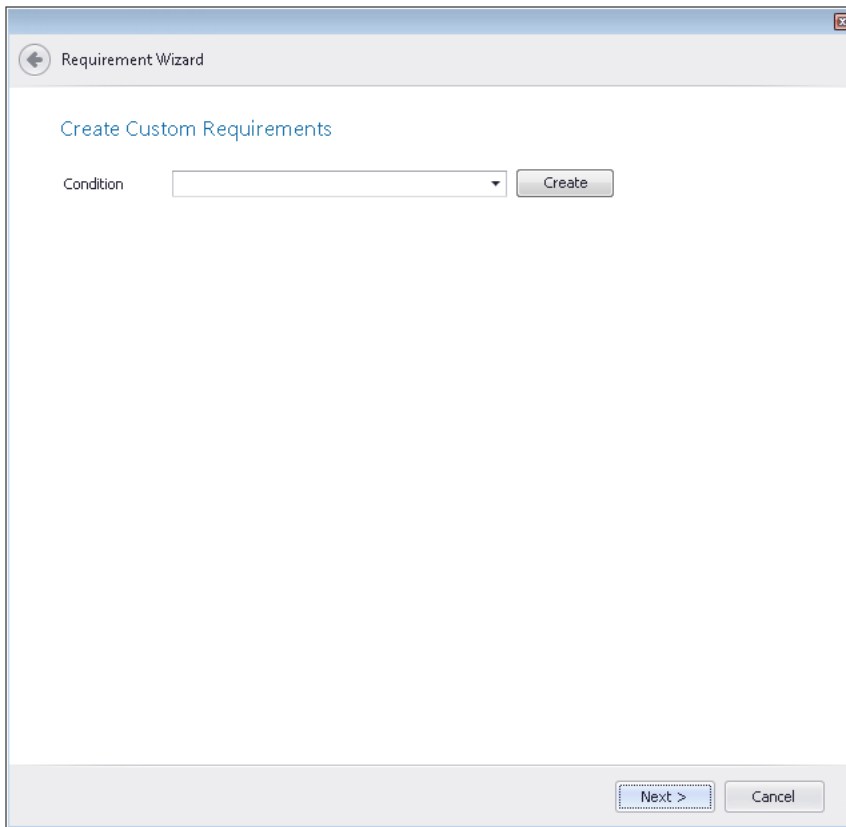 Requirement Wizard
Create Custom Requirements
Condition
Create
Next >
Cancel